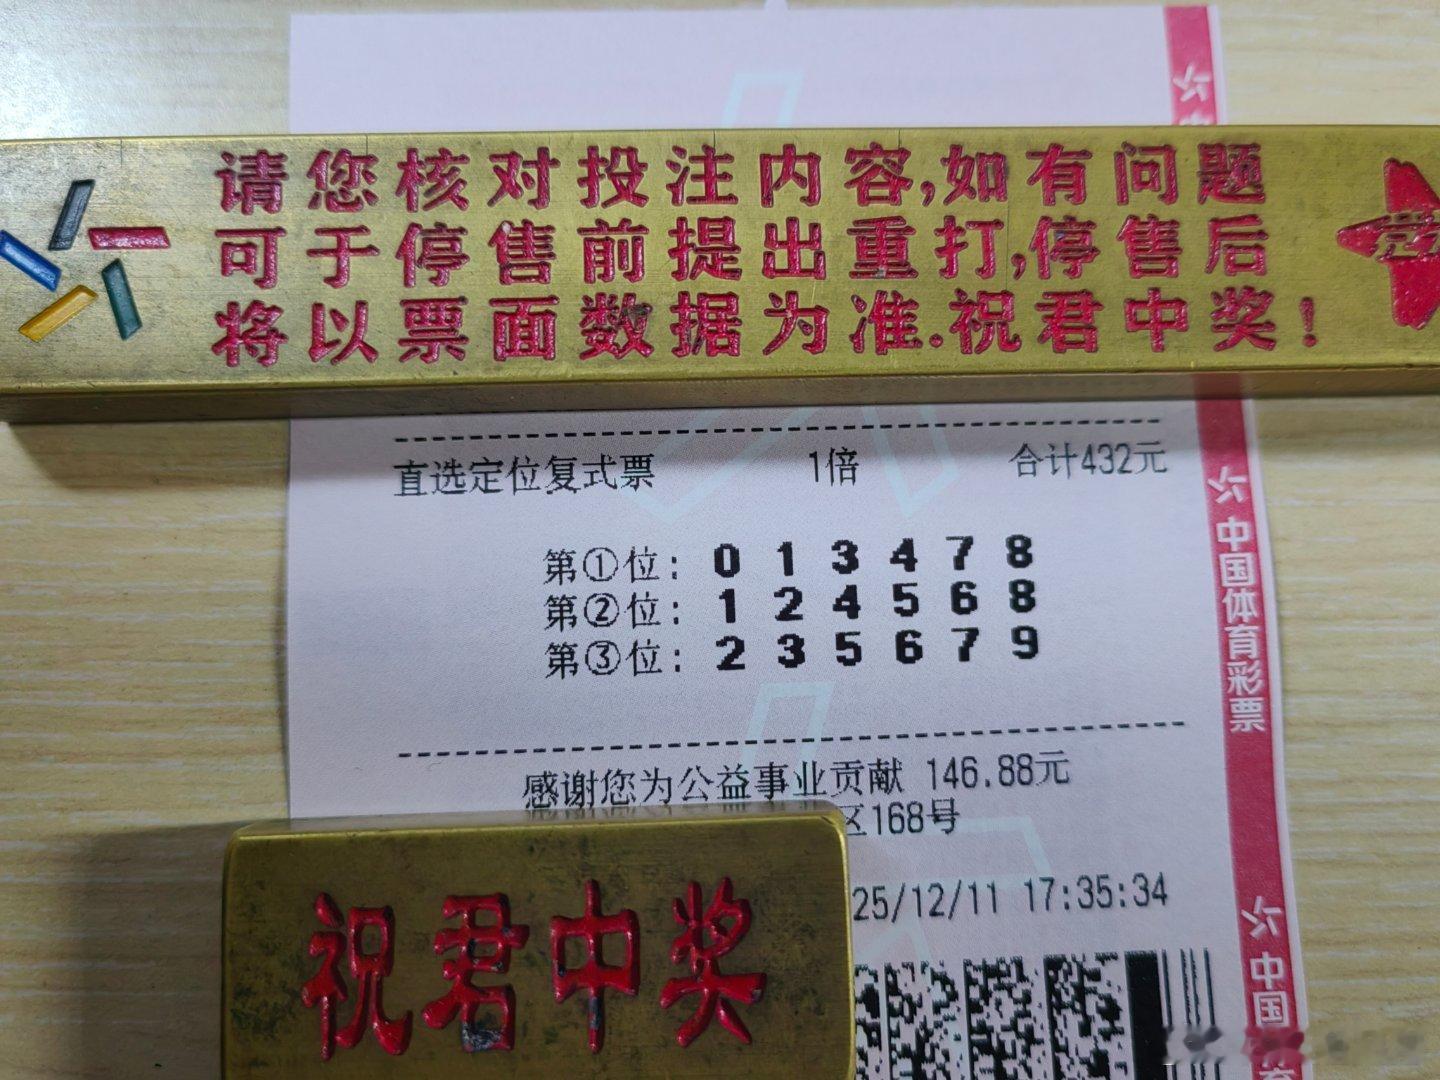 请您核对投注内容,如有问题
可于停售前提出重打,停售后
将以票面数据为准.祝君中奖!
直选定位复式票 1倍 合计432元
第①位: 0 1 3 4 7 8
第②位: 1 2 4 5 6 8
第③位: 2 3 5 6 7 9
感谢您为公益事业贡献 146.88元
区168号
25/12/11 17:35:34
祝君中奖
中国体育彩票
中国